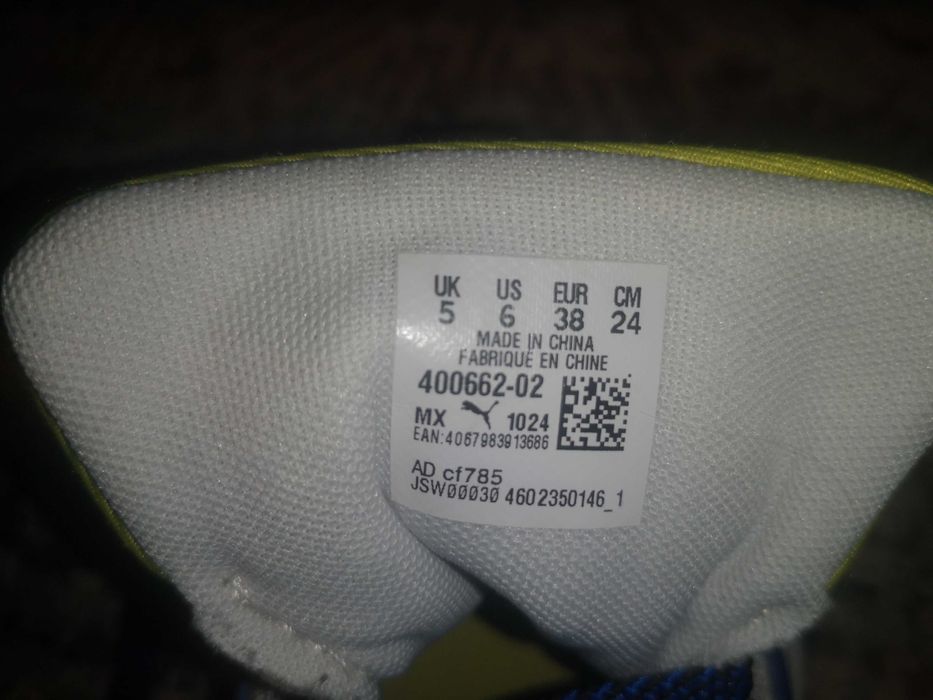 UK US EUR CM
5 6 38 24
MADE IN CHINA
FABRIQUÉ EN CHINE
400662-02
MX 1024
EAN:4067983913686
AD cf785
JSW00030 4602350146_1